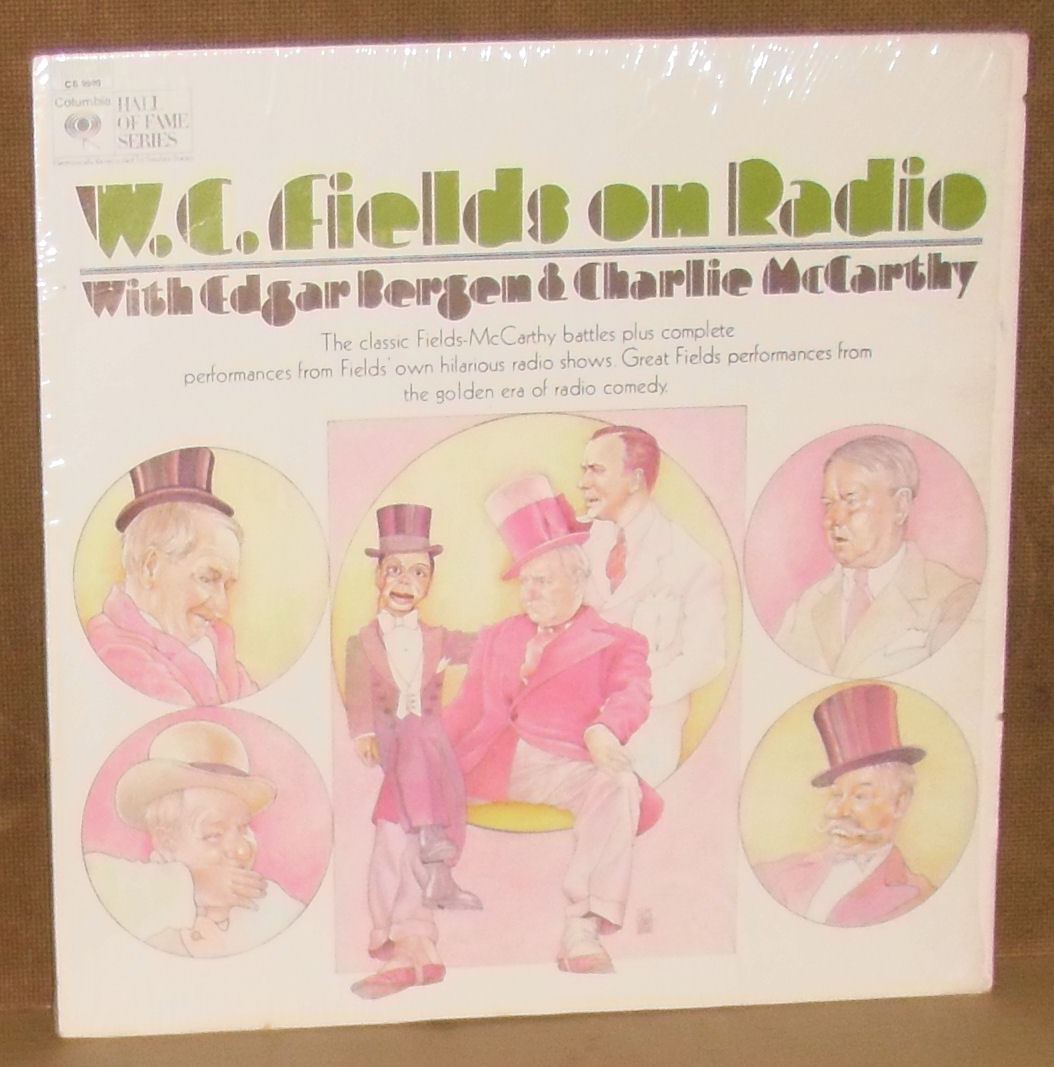 CS 9890
Columbia
HALL
OF FAME
SERIES
W.C. Fields on Radio
With Edgar Bergen & Charlie McCarthy
The classic Fields-McCarthy battles plus complete
performances from Fields' own hilarious radio shows. Great Fields performances from
the golden era of radio comedy.